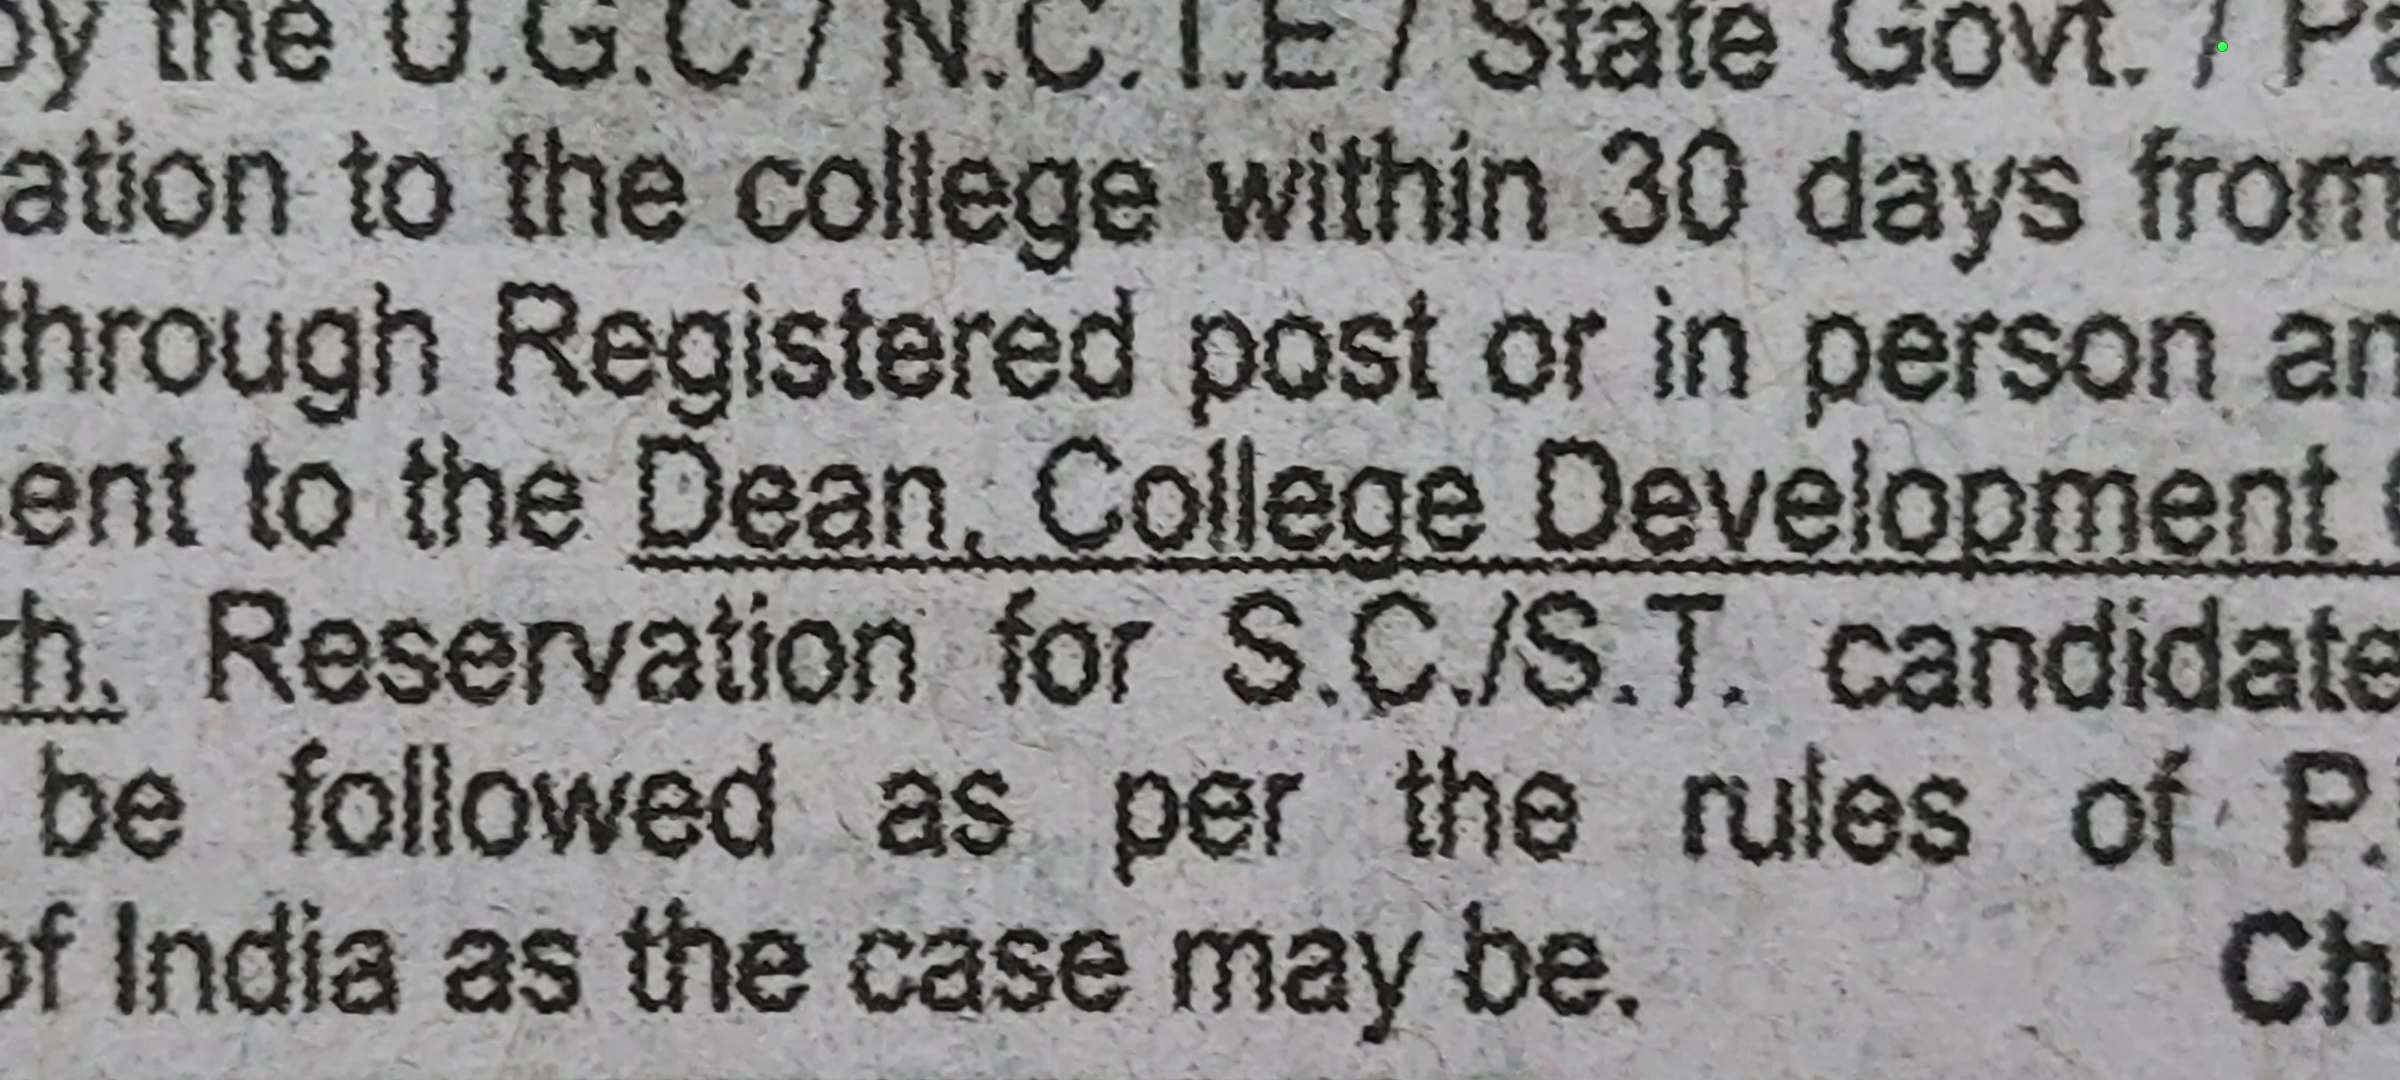 by the U.G.C / N.C.T.E / State Govt. / Pa
ation to the college within 30 days from
through Registered post or in person an
ent to the Dean, College Development
h. Reservation for S.C./S.T. candidate
be followed as per the rules of P.
of India as the case may be. Ch